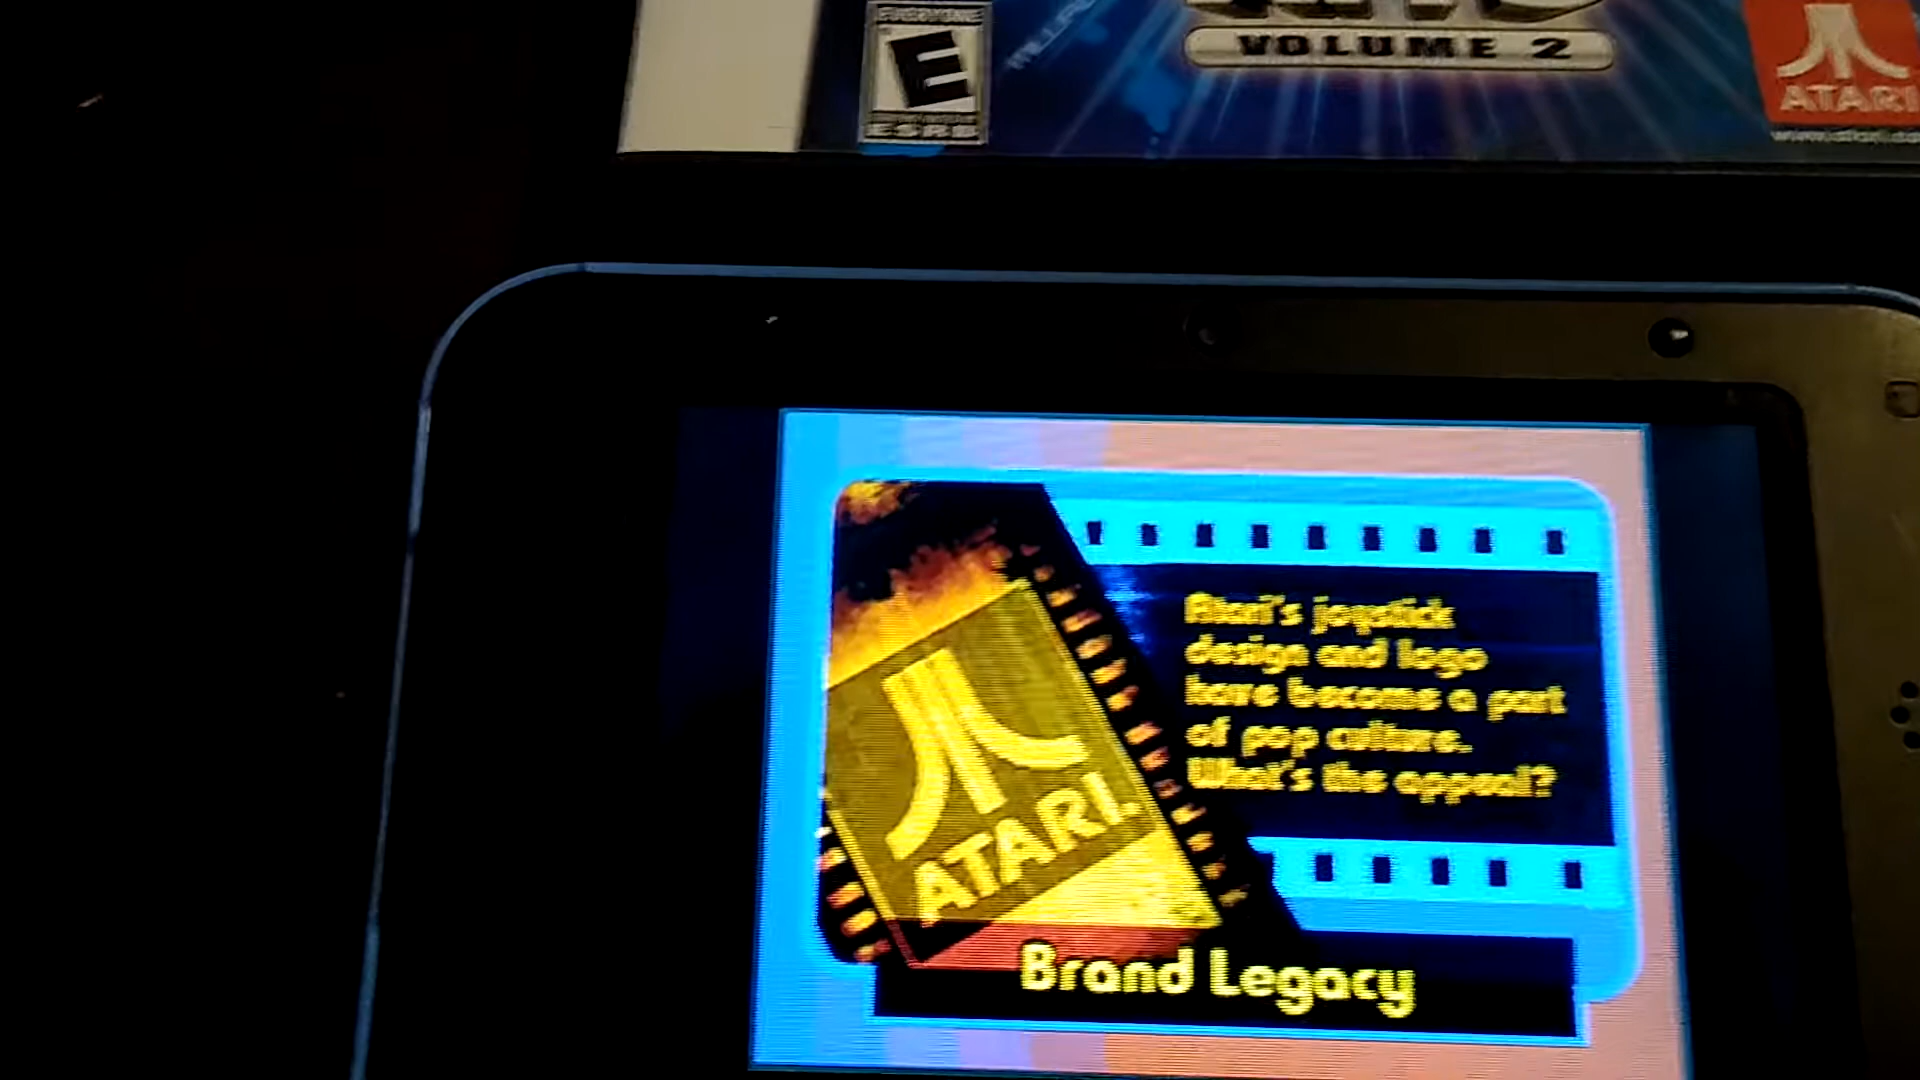 EVERYONE
E
ESRB
VOLUME 2
ATARI
Atari's joystick
design and logo
have become a part
of pop culture.
What's the appeal?
ATARI
Brand Legacy